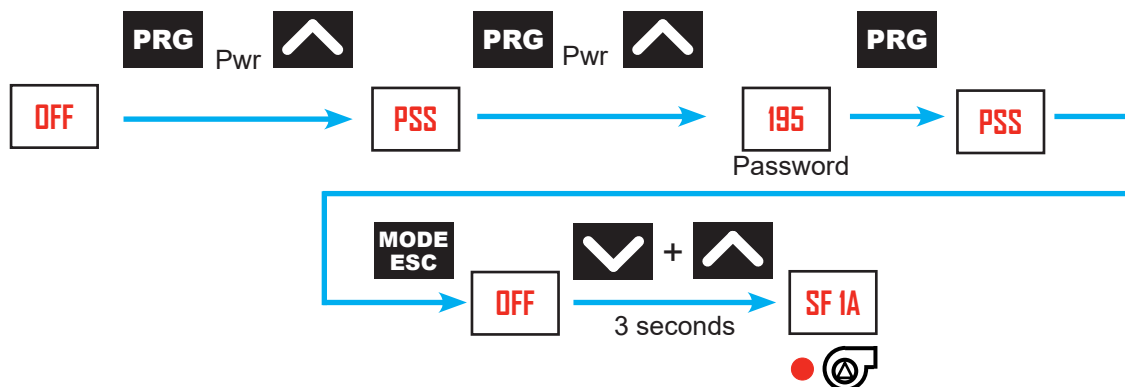 PRG Pwr PRG Pwr PRG
OFF PSS 195 PSS
Password
MODE
ESC
+
OFF SF 1A
3 seconds